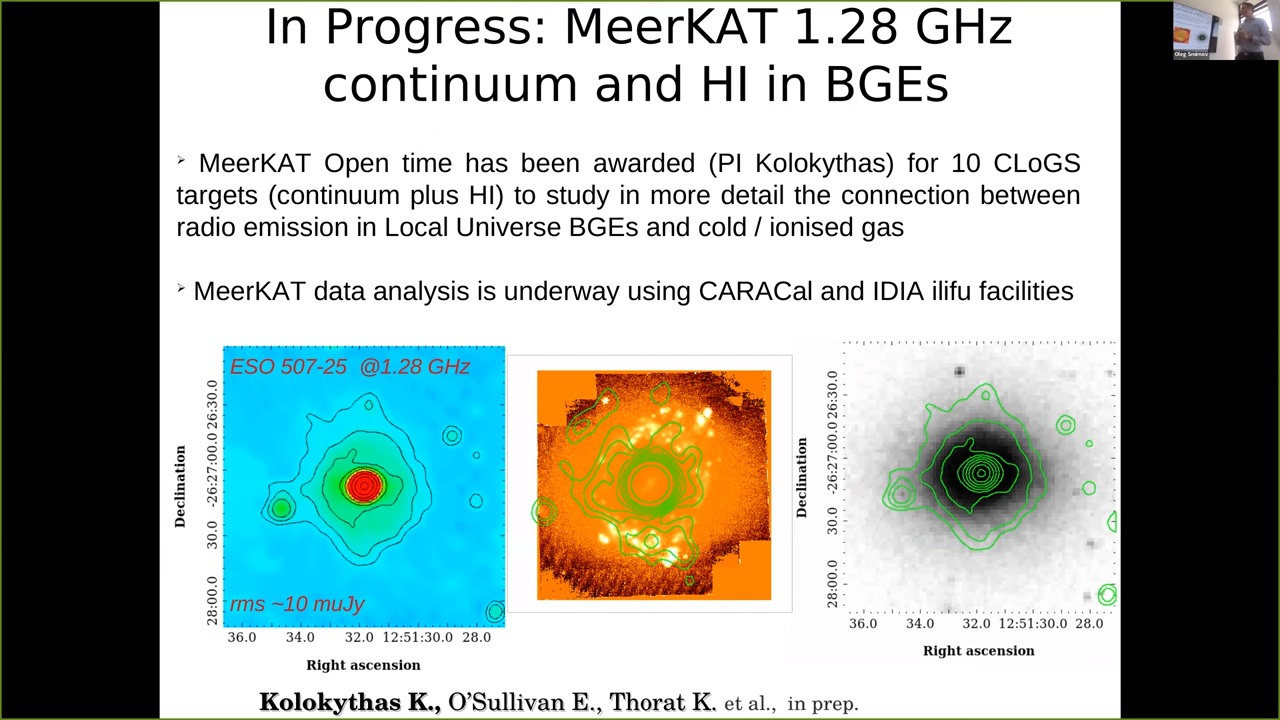 In Progress: MeerKAT 1.28 GHz
continuum and HI in BGEs
Oleg Smirnov
➢ MeerKAT Open time has been awarded (PI Kolokythas) for 10 CLoGS
targets (continuum plus HI) to study in more detail the connection between
radio emission in Local Universe BGEs and cold / ionised gas
➢ MeerKAT data analysis is underway using CARACal and IDIA ilifu facilities
ESO 507-25 @1.28 GHz
rms ~10 muJy
Declination
28:00.0 30.0 -26:27:00.0 26:30.0
36.0 34.0 32.0 12:51:30.0 28.0
Right ascension
Declination
28:00.0 30.0 -26:27:00.0 26:30.0
36.0 34.0 32.0 12:51:30.0 28.0
Right ascension
Kolokythas K., O'Sullivan E., Thorat K. et al., in prep.